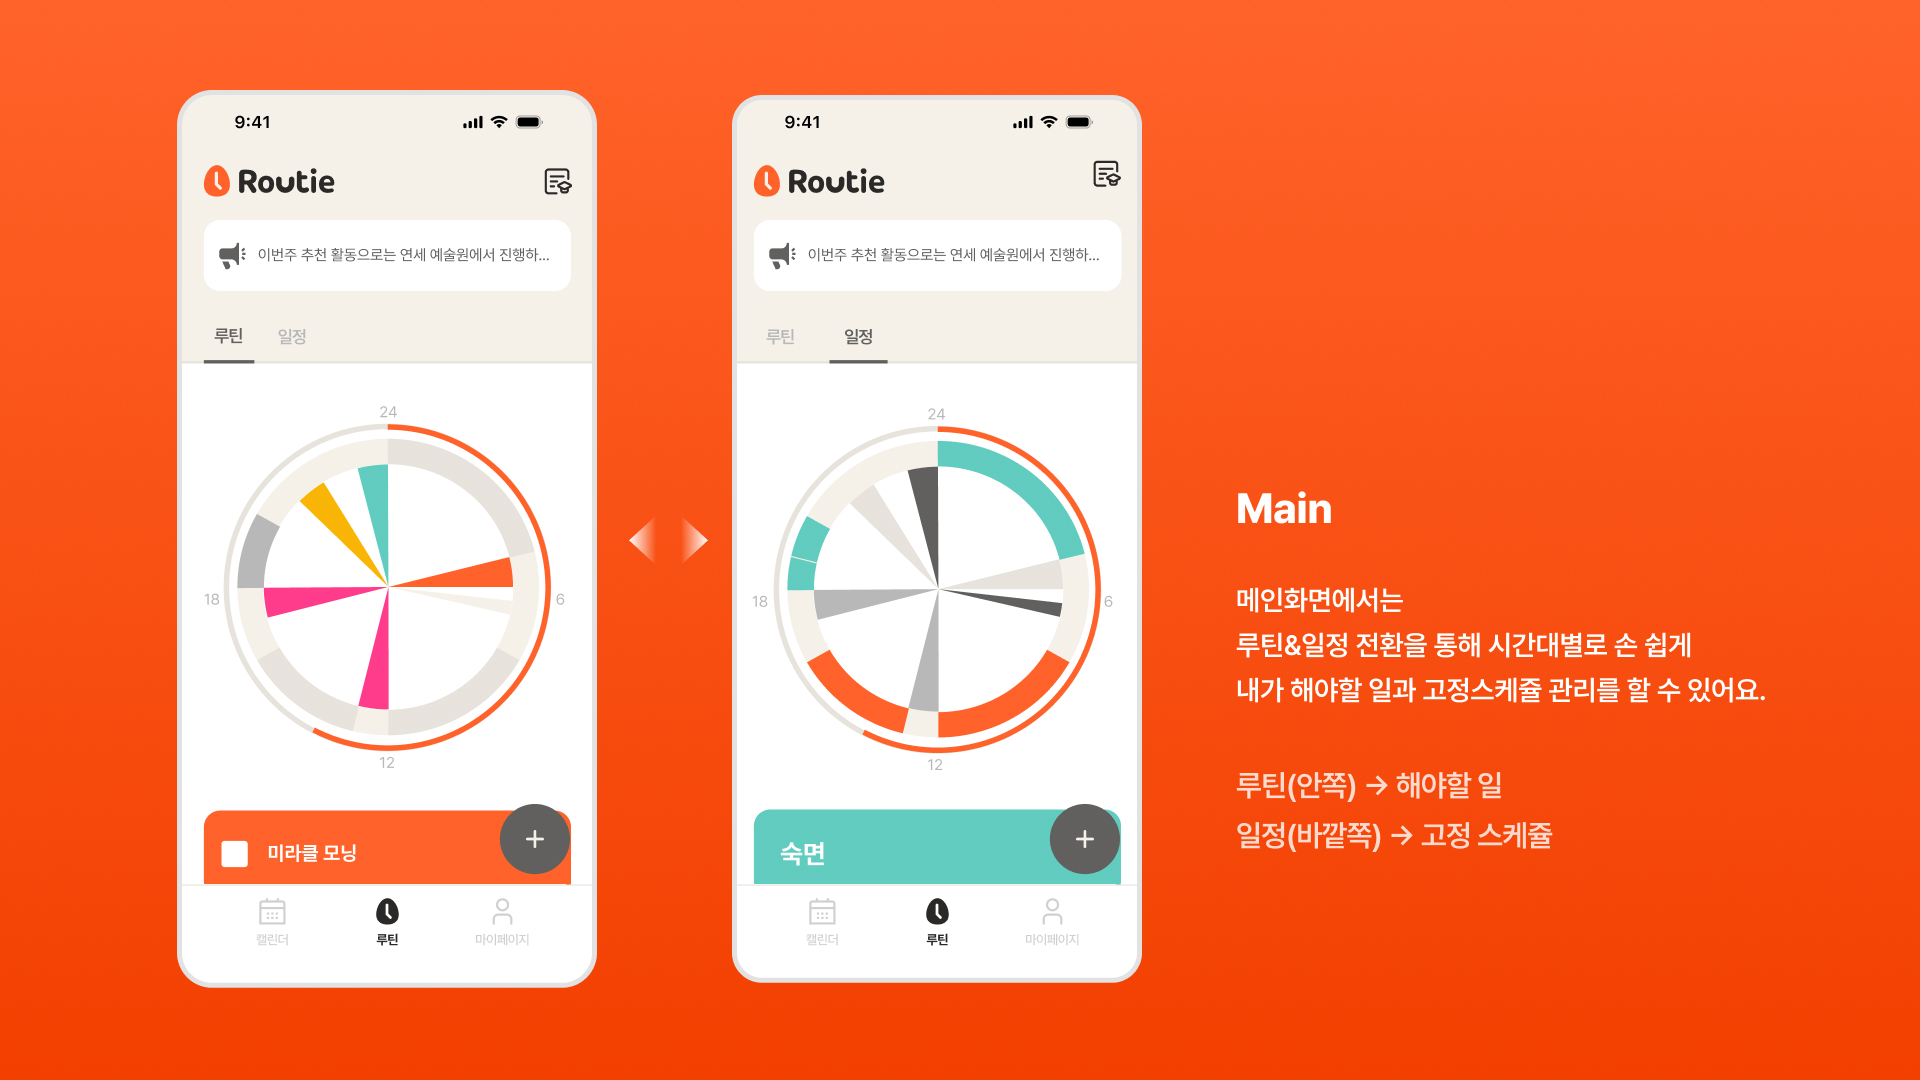 9:41
Routie
이번주 추천 활동으로는 연세 예술원에서 진행하...
루틴 일정
24
18
6
12
미라클 모닝
+
캘린더 루틴 마이페이지
9:41
Routie
이번주 추천 활동으로는 연세 예술원에서 진행하...
루틴 일정
24
18
6
12
숙면
+
캘린더 루틴 마이페이지
Main
메인화면에서는
루틴&일정 전환을 통해 시간대별로 손 쉽게
내가 해야할 일과 고정스케쥴 관리를 할 수 있어요.
루틴(안쪽) → 해야할 일
일정(바깥쪽) → 고정 스케쥴